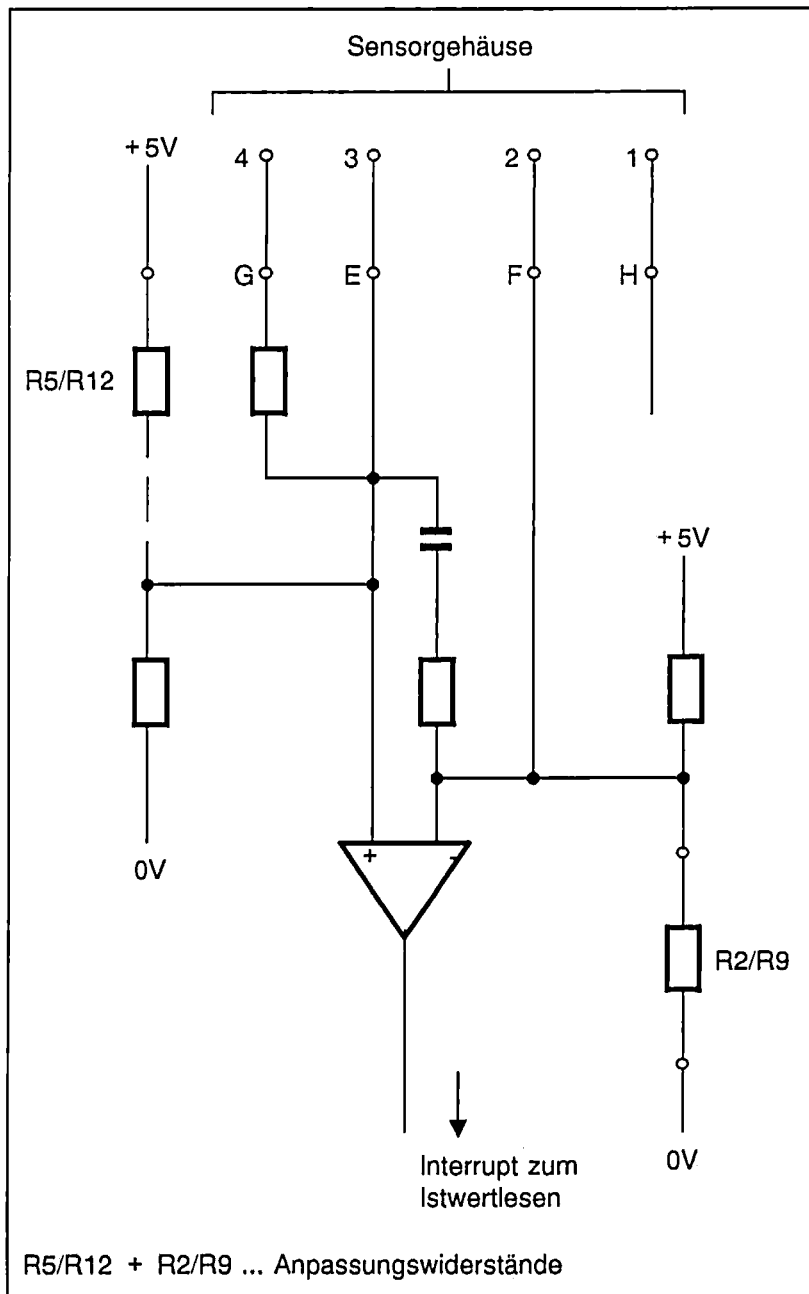 Sensorgehäuse
+5V
4 3 2 1
G E F H
R5/R12
+5V
+ -
0V
R2/R9
Interrupt zum
Istwertlesen
0V
R5/R12 + R2/R9 ... Anpassungswiderstände